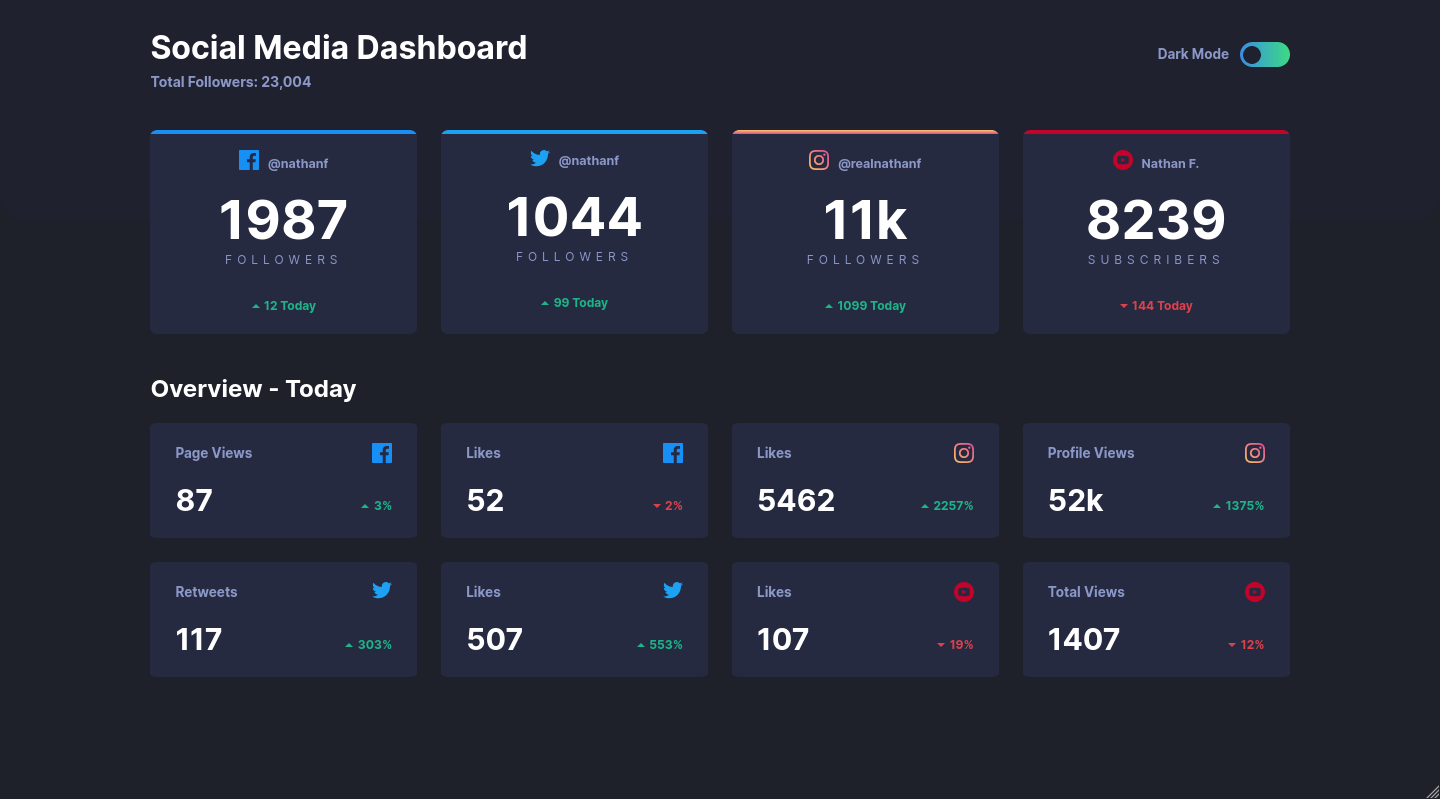 Social Media Dashboard
Total Followers: 23,004
Dark Mode
@nathanf
1987
FOLLOWERS
12 Today
@nathanf
1044
FOLLOWERS
99 Today
@realnathanf
11k
FOLLOWERS
1099 Today
Nathan F.
8239
SUBSCRIBERS
144 Today
Overview - Today
Page Views
87
3%
Likes
52
2%
Likes
5462
2257%
Profile Views
52k
1375%
Retweets
117
303%
Likes
507
553%
Likes
107
19%
Total Views
1407
12%